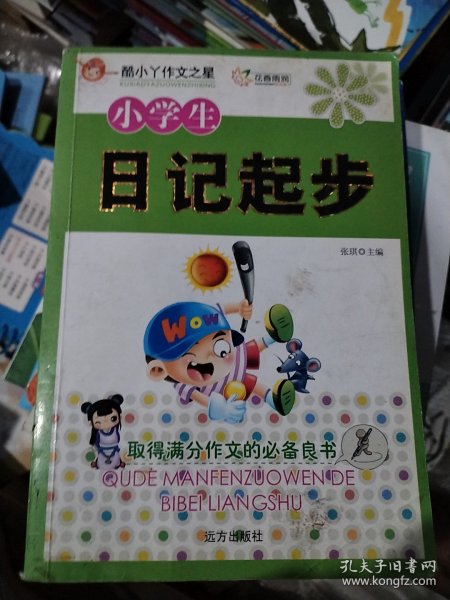 酷小丫作文之星
KUXIAOYAZUOWENZHIXING
花香雨润
小学生
日记起步
张琪 主编
WOW
取得满分作文的必备良书
QUDE MANFENZUOWEN DE
BIBEI LIANGSHU
远方出版社
孔夫子旧书网
www.kongfz.com